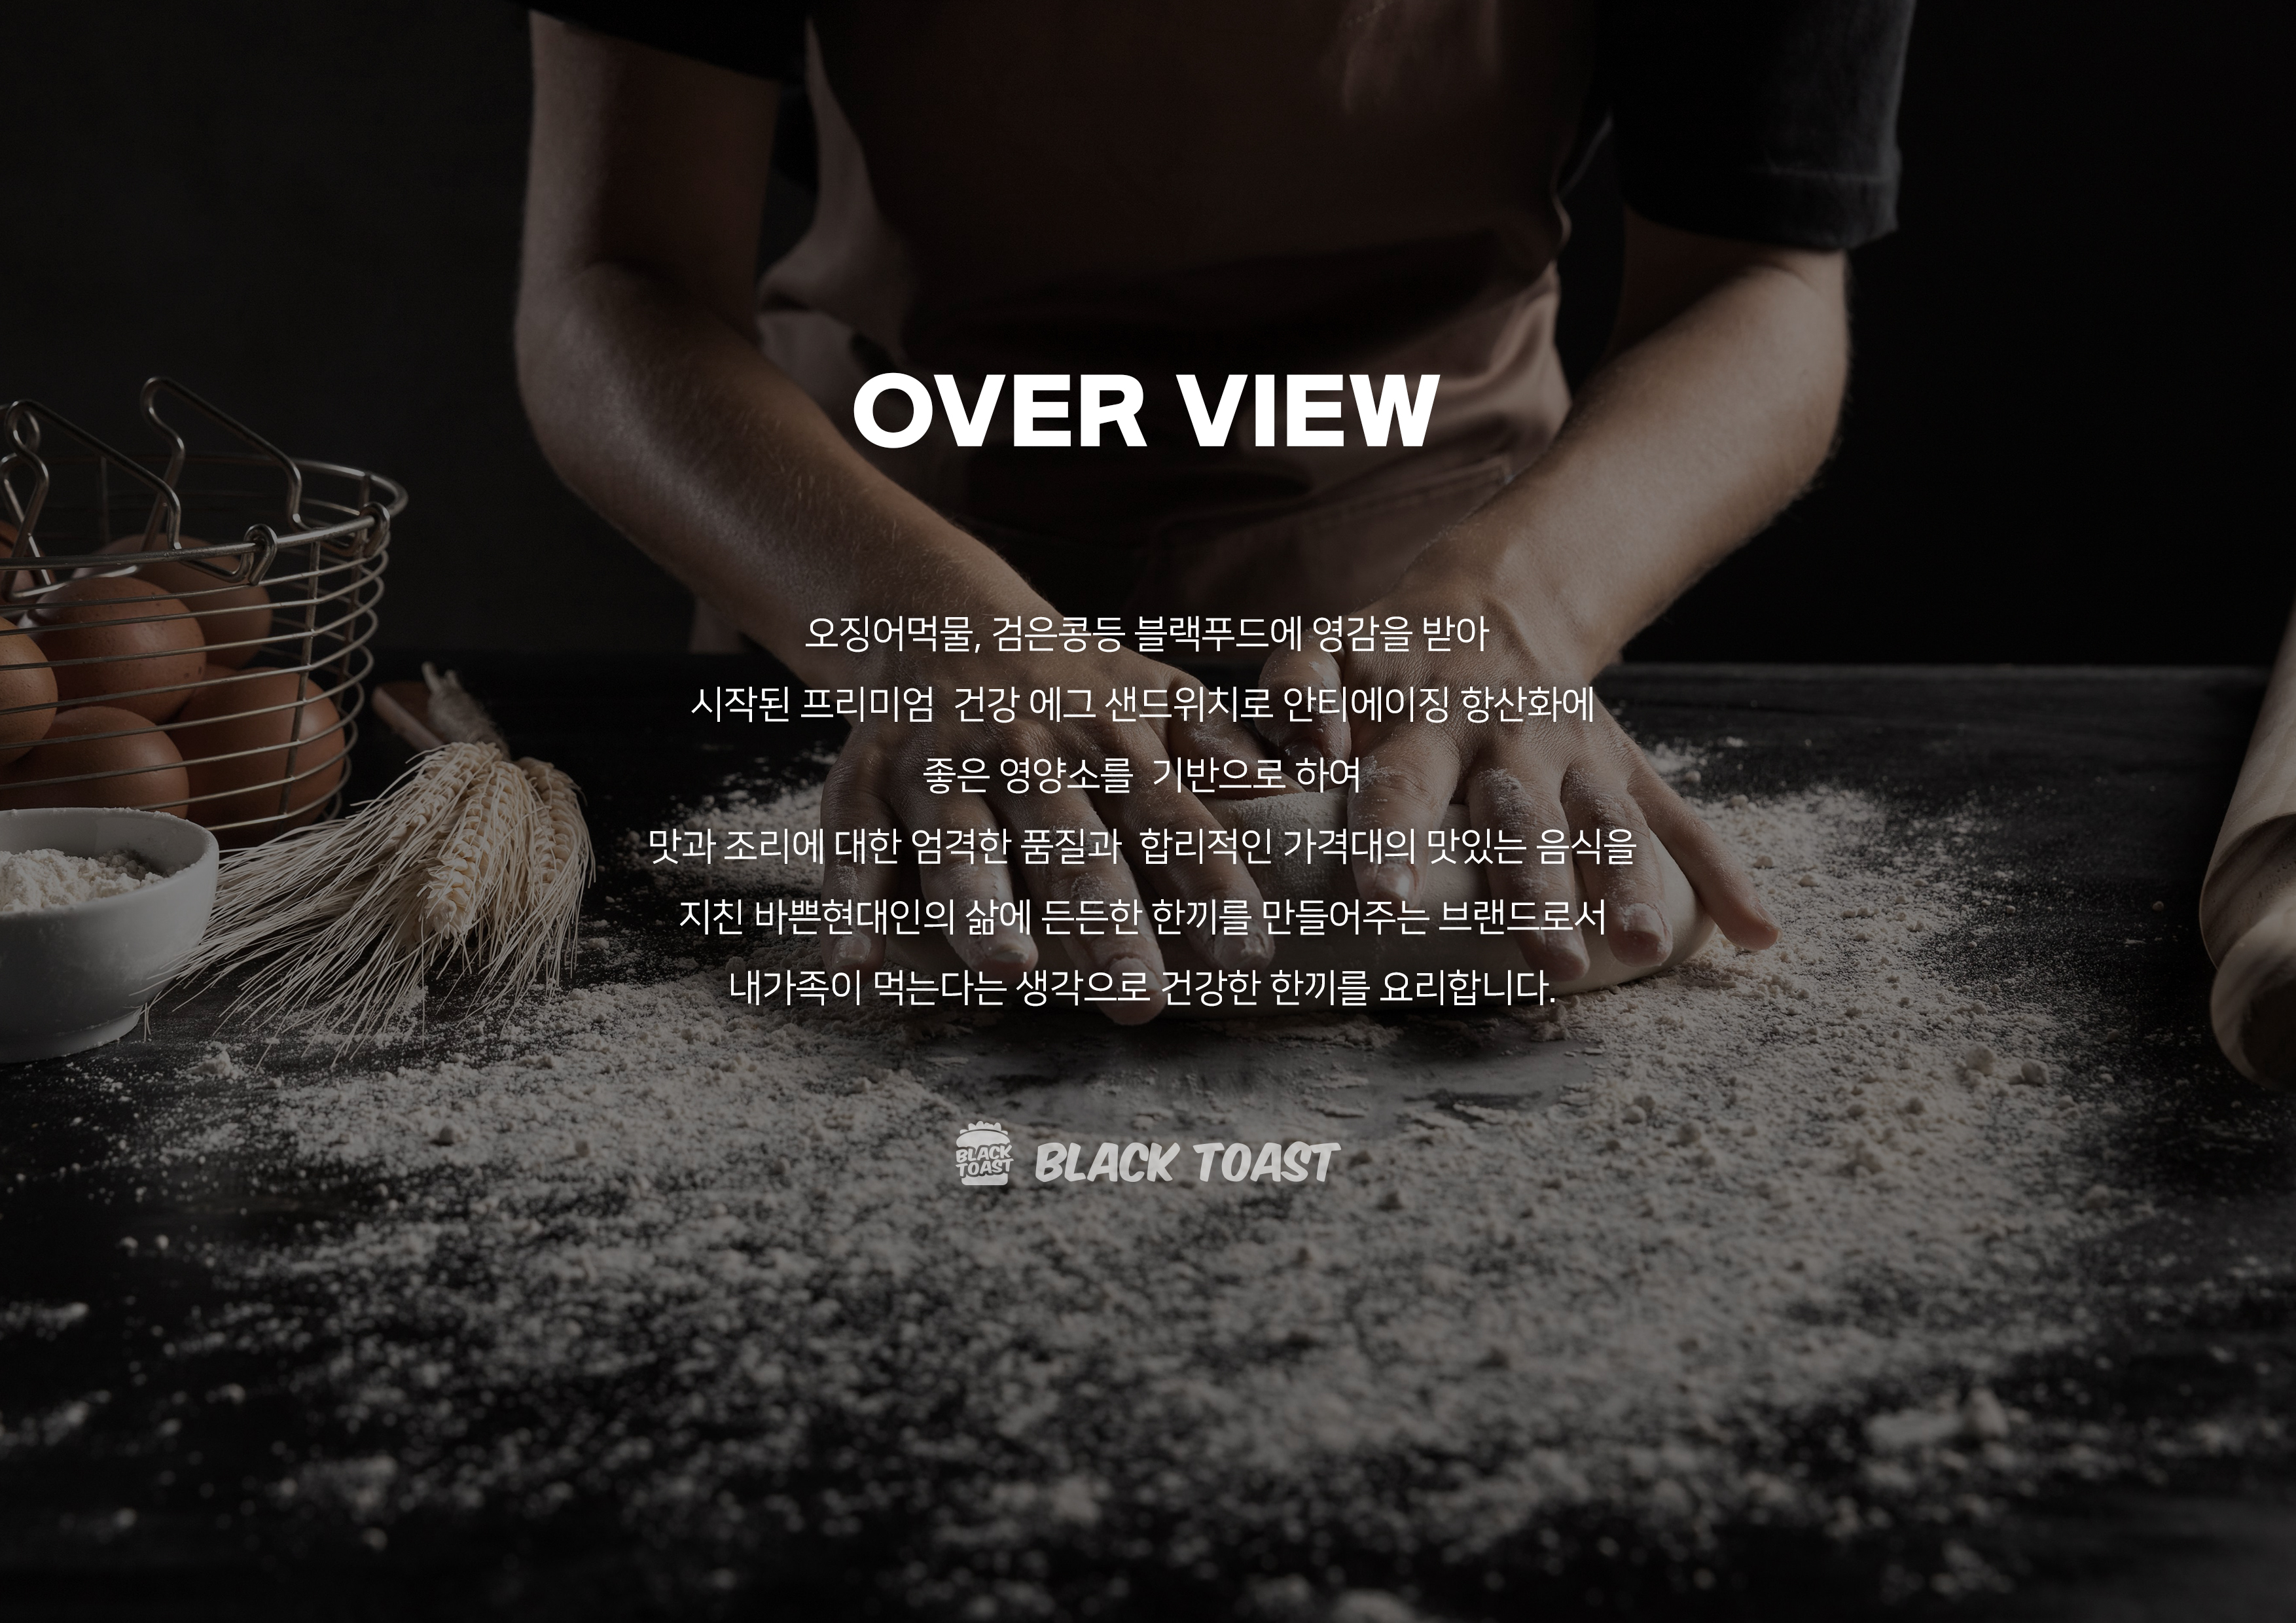 OVER VIEW
오징어먹물, 검은콩등 블랙푸드에 영감을 받아
시작된 프리미엄  건강 에그 샌드위치로 안티에이징 항산화에
좋은 영양소를  기반으로 하여
맛과 조리에 대한 엄격한 품질과  합리적인 가격대의 맛있는 음식을
지친 바쁜현대인의 삶에 든든한 한끼를 만들어주는 브랜드로서
내가족이 먹는다는 생각으로 건강한 한끼를 요리합니다.
BLACK
TOAST
BLACK TOAST